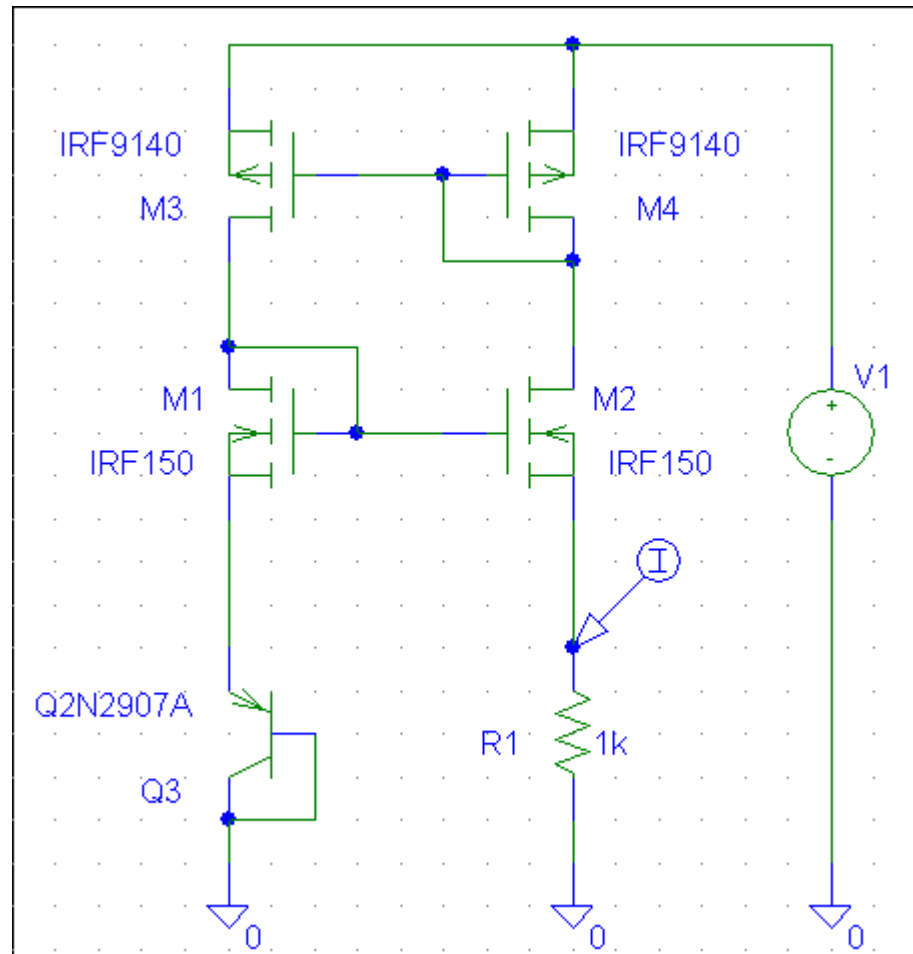 IRF9140
IRF9140
M3
M4
M1
M2
V1
+
-
IRF150
IRF150
I
Q2N2907A
R1
1k
Q3
0
0
0